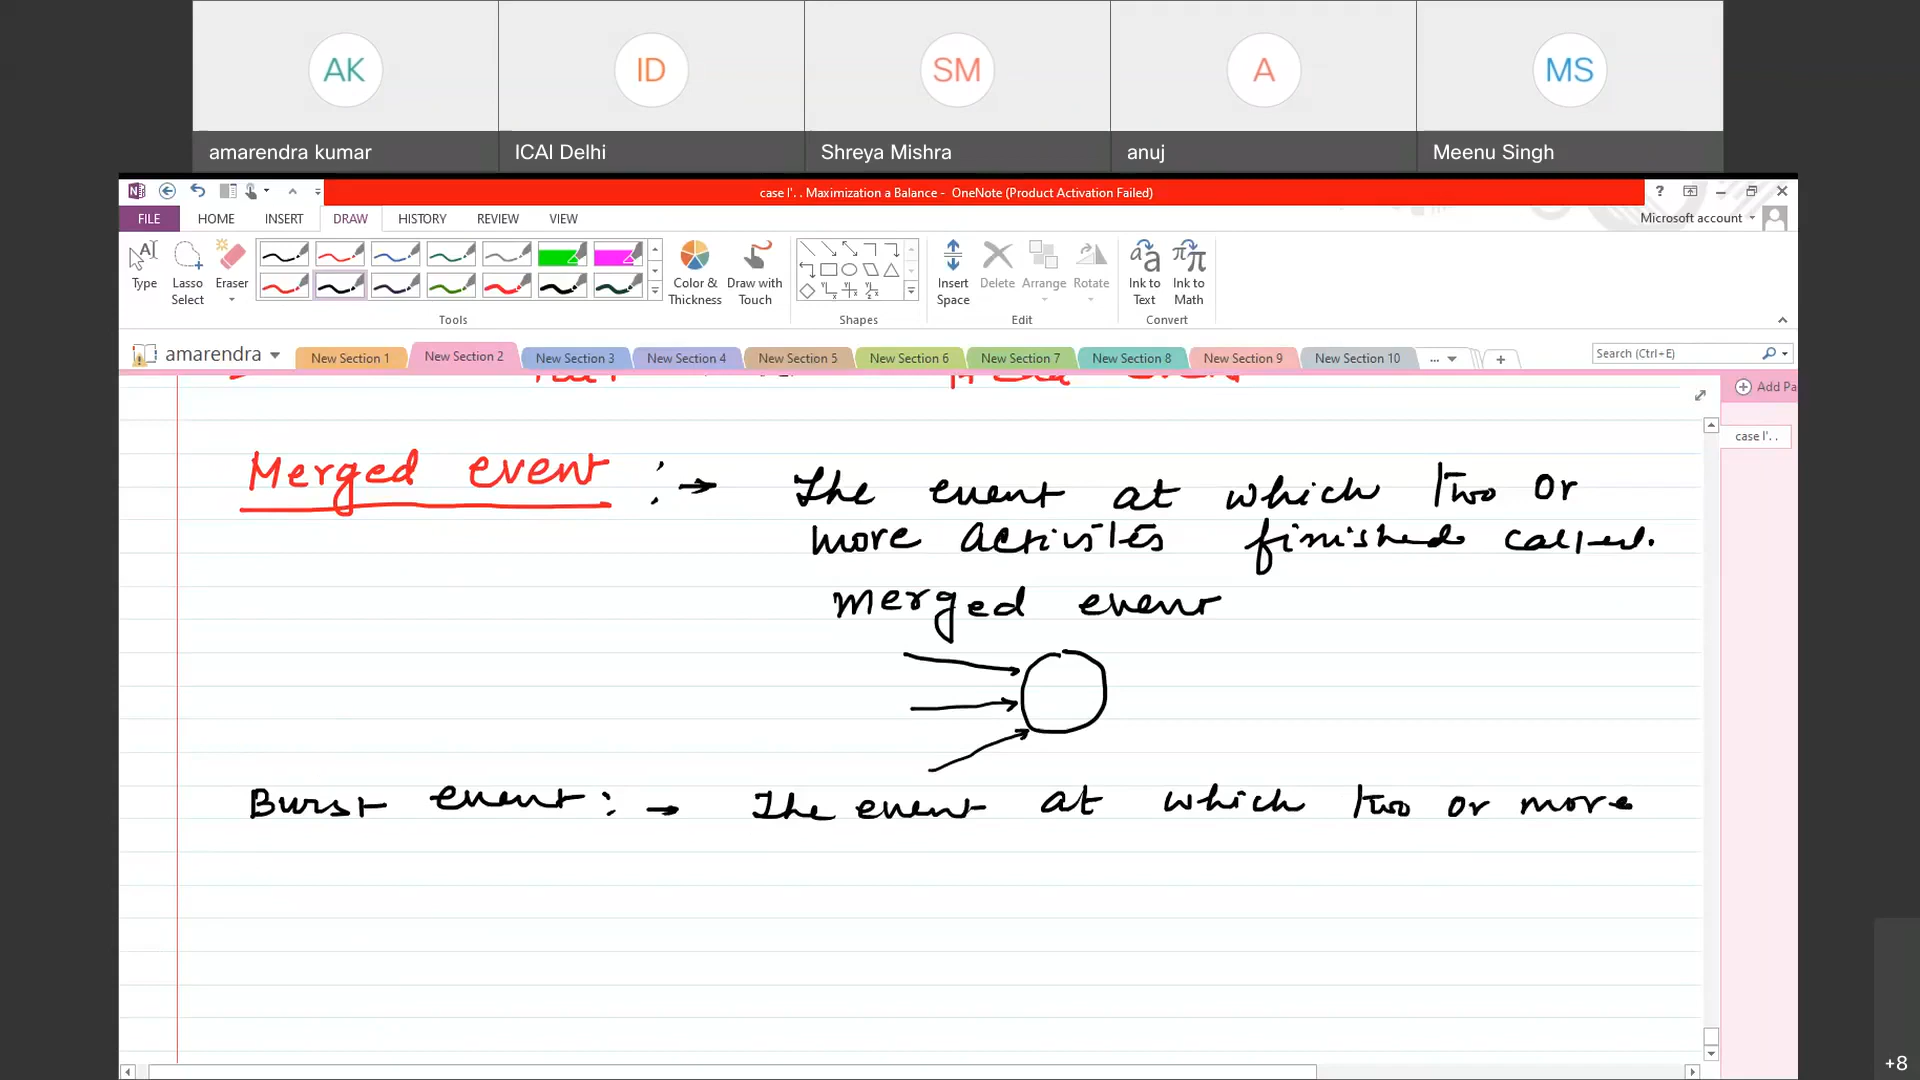 AK
ID
SM
A
MS
amarendra kumar
ICAI Delhi
Shreya Mishra
anuj
Meenu Singh
case I'. . Maximization a Balance - OneNote (Product Activation Failed)
?
FILE HOME INSERT DRAW HISTORY REVIEW VIEW
Microsoft account
Type
Lasso Select
Eraser
Color & Thickness
Draw with Touch
Insert Space
Delete
Arrange
Rotate
Ink to Text
Ink to Math
Tools
Shapes
Edit
Convert
amarendra
New Section 1
New Section 2
New Section 3
New Section 4
New Section 5
New Section 6
New Section 7
New Section 8
New Section 9
New Section 10
...
Search (Ctrl+E)
Add Pa
case I'. .
Merged event :→ The event at which two or
more activites finished called.
merged event
Burst event :→ The event at which two or more
+8